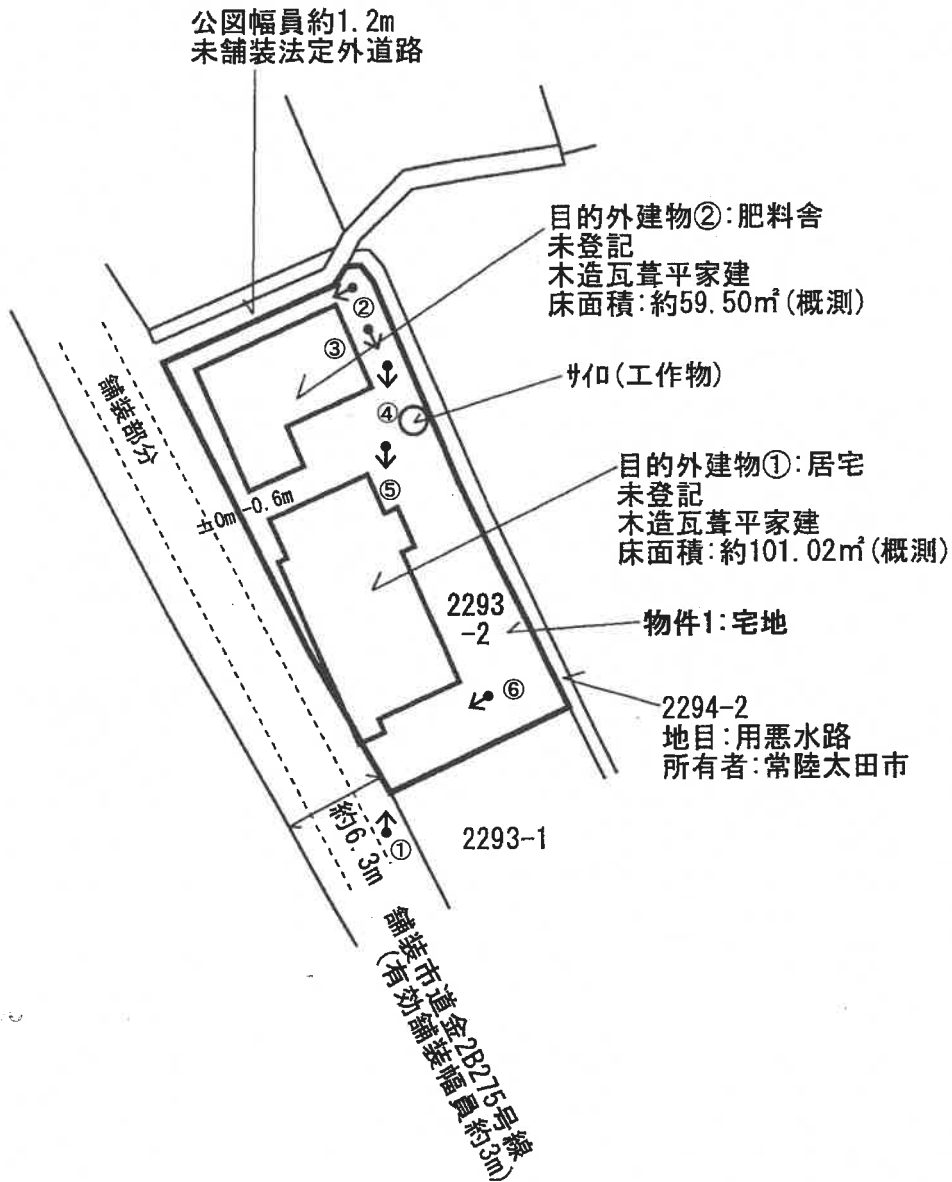 公図幅員約1.2m
未舗装法定外道路
目的外建物②:肥料舎
未登記
木造瓦葺平家建
床面積:約59.50㎡(概測)
②
③
舗装部分
サイロ(工作物)
④
目的外建物①:居宅
未登記
木造瓦葺平家建
床面積:約101.02㎡(概測)
⑤
±0m -0.6m
2293
-2
物件1:宅地
⑥
2294-2
地目:用悪水路
所有者:常陸太田市
約6.3m
①
2293-1
舗装市道金2B275号線
(有効舗装幅員約3m)